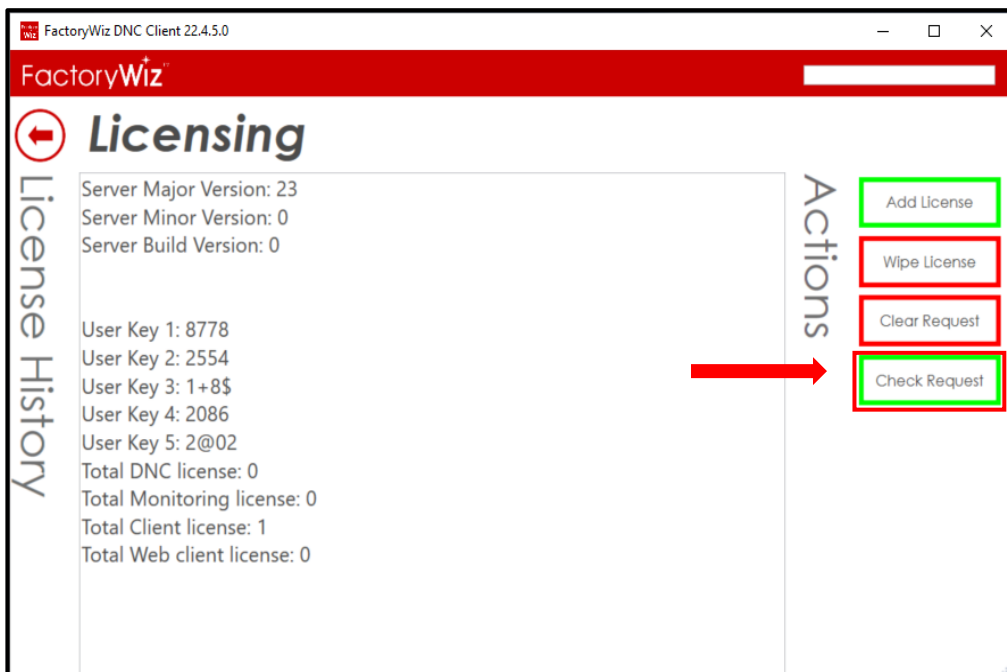 FactoryWiz DNC Client 22.4.5.0
FactoryWiz
Licensing
License History
Server Major Version: 23
Server Minor Version: 0
Server Build Version: 0
User Key 1: 8778
User Key 2: 2554
User Key 3: 1+8$
User Key 4: 2086
User Key 5: 2@02
Total DNC license: 0
Total Monitoring license: 0
Total Client license: 1
Total Web client license: 0
Actions
Add License
Wipe License
Clear Request
Check Request